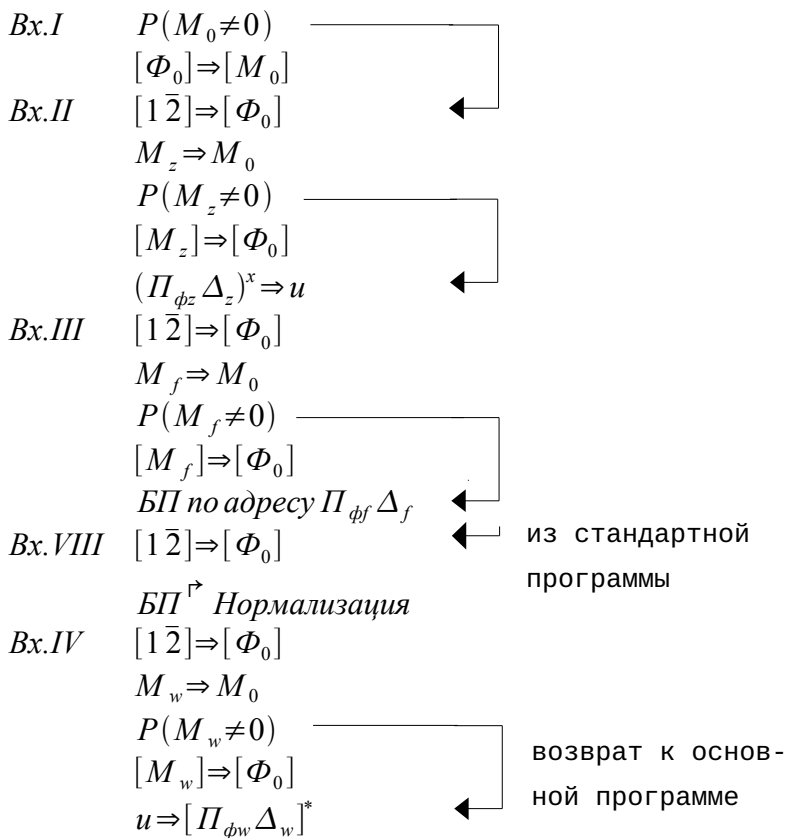 Вх.I P(M₀≠0)
[Φ₀]⇒[M₀]
Вх.II [1 2̅]⇒[Φ₀]
M_z⇒M₀
P(M_z≠0)
[M_z]⇒[Φ₀]
(Π_фz Δ_z)ˣ⇒u
Вх.III [1 2̅]⇒[Φ₀]
M_f⇒M₀
P(M_f≠0)
[M_f]⇒[Φ₀]
БП по адресу Π_фf Δ_f
Вх.VIII [1 2̅]⇒[Φ₀]
из стандартной
программы
БП ↱ Нормализация
Вх.IV [1 2̅]⇒[Φ₀]
M_w⇒M₀
P(M_w≠0)
[M_w]⇒[Φ₀]
u⇒[Π_фw Δ_w]*
возврат к основ-
ной программе